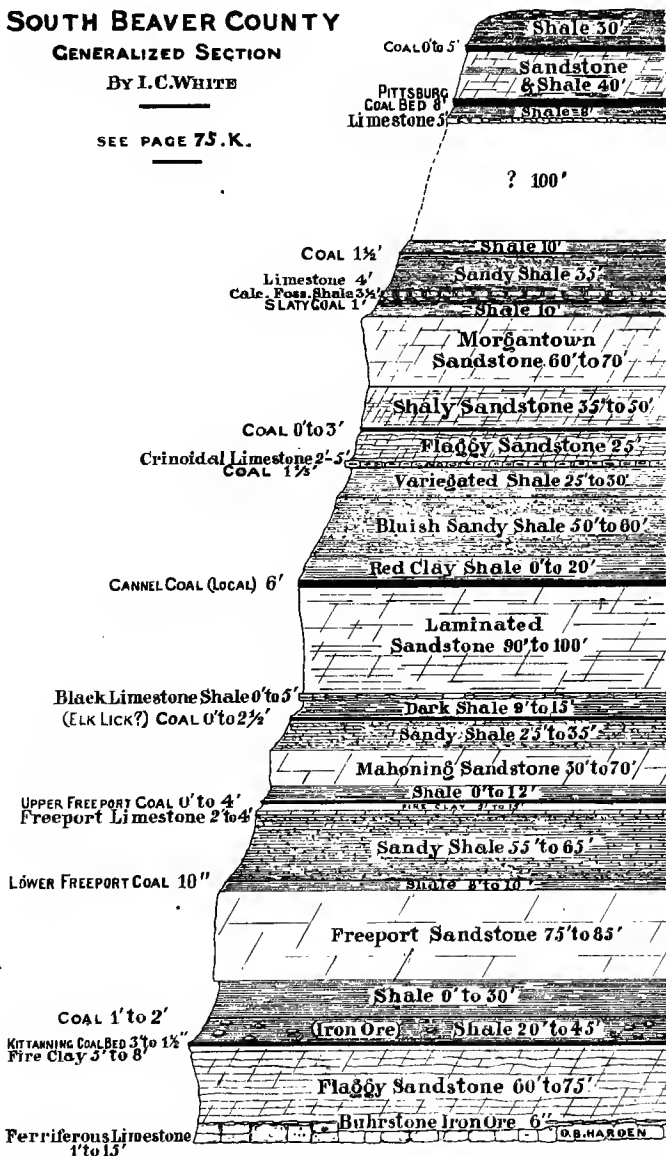 SOUTH BEAVER COUNTY
GENERALIZED SECTION
BY I.C.WHITE
SEE PAGE 75.K.
Shale 30'
COAL 0' to 5'
Sandstone
& Shale 40'
PITTSBURG
COAL BED 8'
Shale 8'
Limestone 5'
? 100'
Shale 10'
COAL 1½'
Sandy Shale 35'
Limestone 4'
Calc. Foss. Shale 3½'
SLATY COAL 1'
Shale 10'
Morgantown
Sandstone 60' to 70'
Shaly Sandstone 35' to 50'
COAL 0' to 3'
Flaggy Sandstone 25'
Crinoidal Limestone 2'-5'
COAL
Variegated Shale 25' to 30'
Bluish Sandy Shale 50' to 60'
Red Clay Shale 0' to 20'
CANNEL COAL (LOCAL) 6'
Laminated
Sandstone 90' to 100'
Black Limestone Shale 0' to 5'
Dark Shale 9' to 15'
(ELK LICK?) COAL 0' to 2½'
Sandy Shale 25' to 35'
Mahoning Sandstone 30' to 70'
Shale 0' to 12'
UPPER FREEPORT COAL 0' to 4'
FIRE CLAY
Freeport Limestone 2' to 4'
Sandy Shale 55' to 65'
LOWER FREEPORT COAL 10"
Shale 8' to 10'
Freeport Sandstone 75' to 85'
Shale 0' to 30'
COAL 1' to 2'
(Iron Ore) Shale 20' to 45'
KITTANNING COAL BED 3' to 1½"
Fire Clay 5' to 8'
Flaggy Sandstone 60' to 75'
Buhrstone Iron Ore 6"
Ferriferous Limestone
1' to 15'
O.B. HARDEN